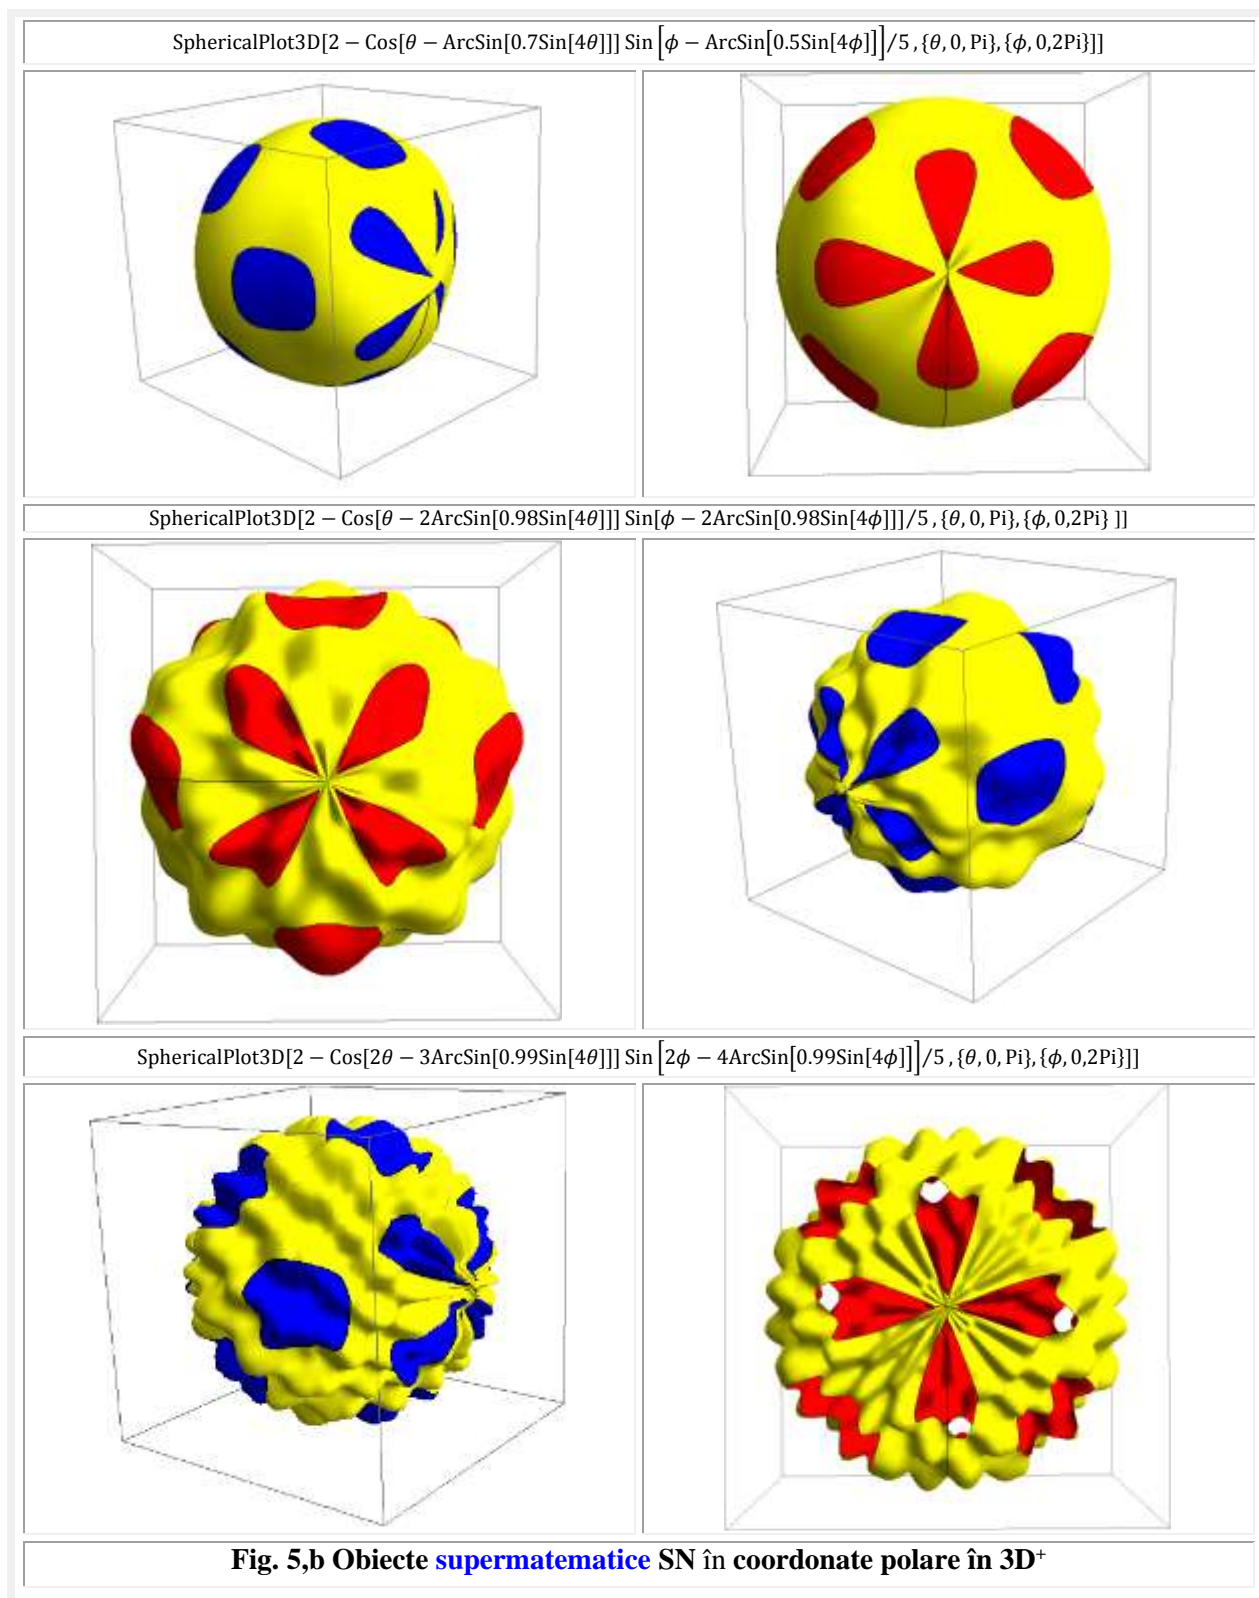 SphericalPlot3D[2 − Cos[θ − ArcSin[0.7Sin[4θ]]] Sin [ϕ − ArcSin[0.5Sin[4ϕ]]]/5 , {θ, 0, Pi}, {ϕ, 0,2Pi}]]
SphericalPlot3D[2 − Cos[θ − 2ArcSin[0.98Sin[4θ]]] Sin[ϕ − 2ArcSin[0.98Sin[4ϕ]]]/5 , {θ, 0, Pi}, {ϕ, 0,2Pi} ]]
SphericalPlot3D[2 − Cos[2θ − 3ArcSin[0.99Sin[4θ]]] Sin [2ϕ − 4ArcSin[0.99Sin[4ϕ]]]/5 , {θ, 0, Pi}, {ϕ, 0,2Pi}]]
Fig. 5,b Obiecte supermatematice SN în coordonate polare în 3D⁺